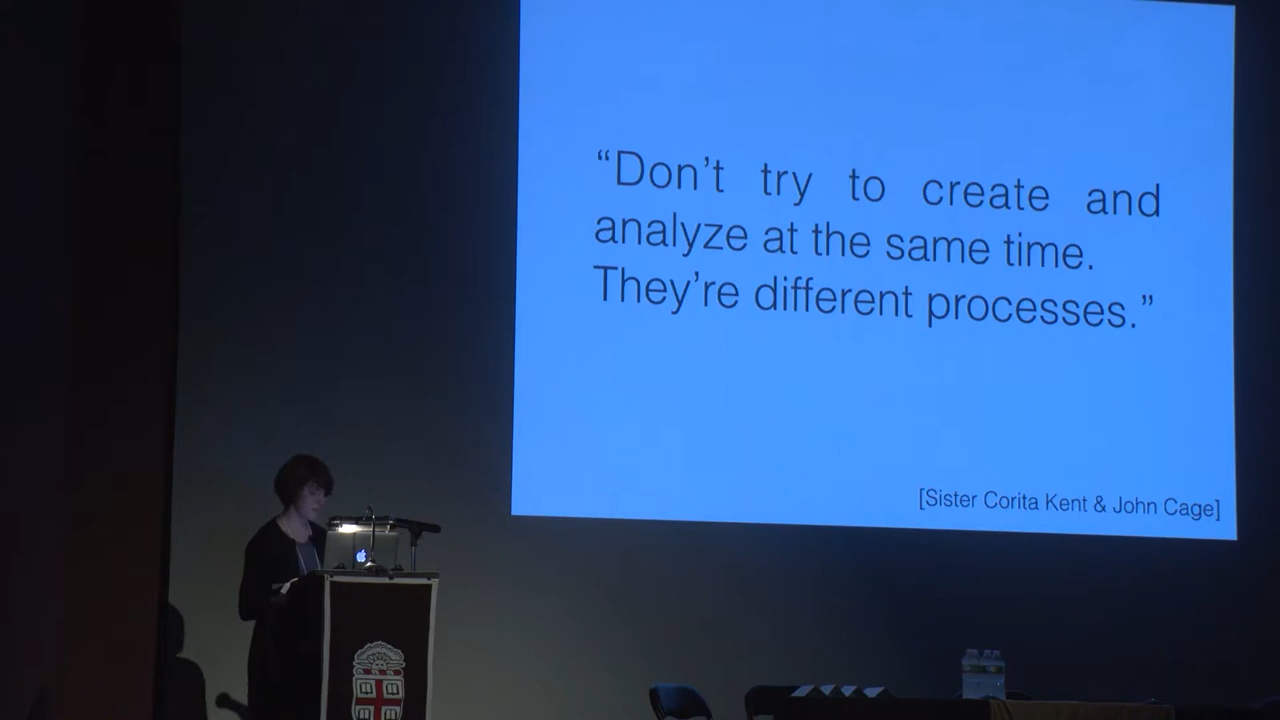 “Don’t try to create and
analyze at the same time.
They’re different processes.”
[Sister Corita Kent & John Cage]